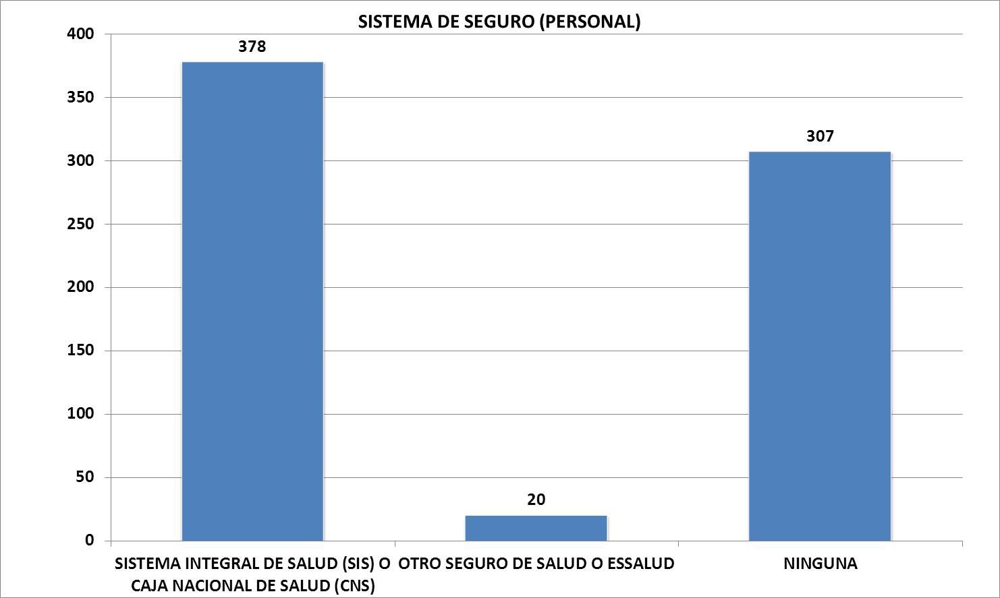 SISTEMA DE SEGURO (PERSONAL)
400
350
300
250
200
150
100
50
0
378
20
307
SISTEMA INTEGRAL DE SALUD (SIS) O
CAJA NACIONAL DE SALUD (CNS)
OTRO SEGURO DE SALUD O ESSALUD
NINGUNA